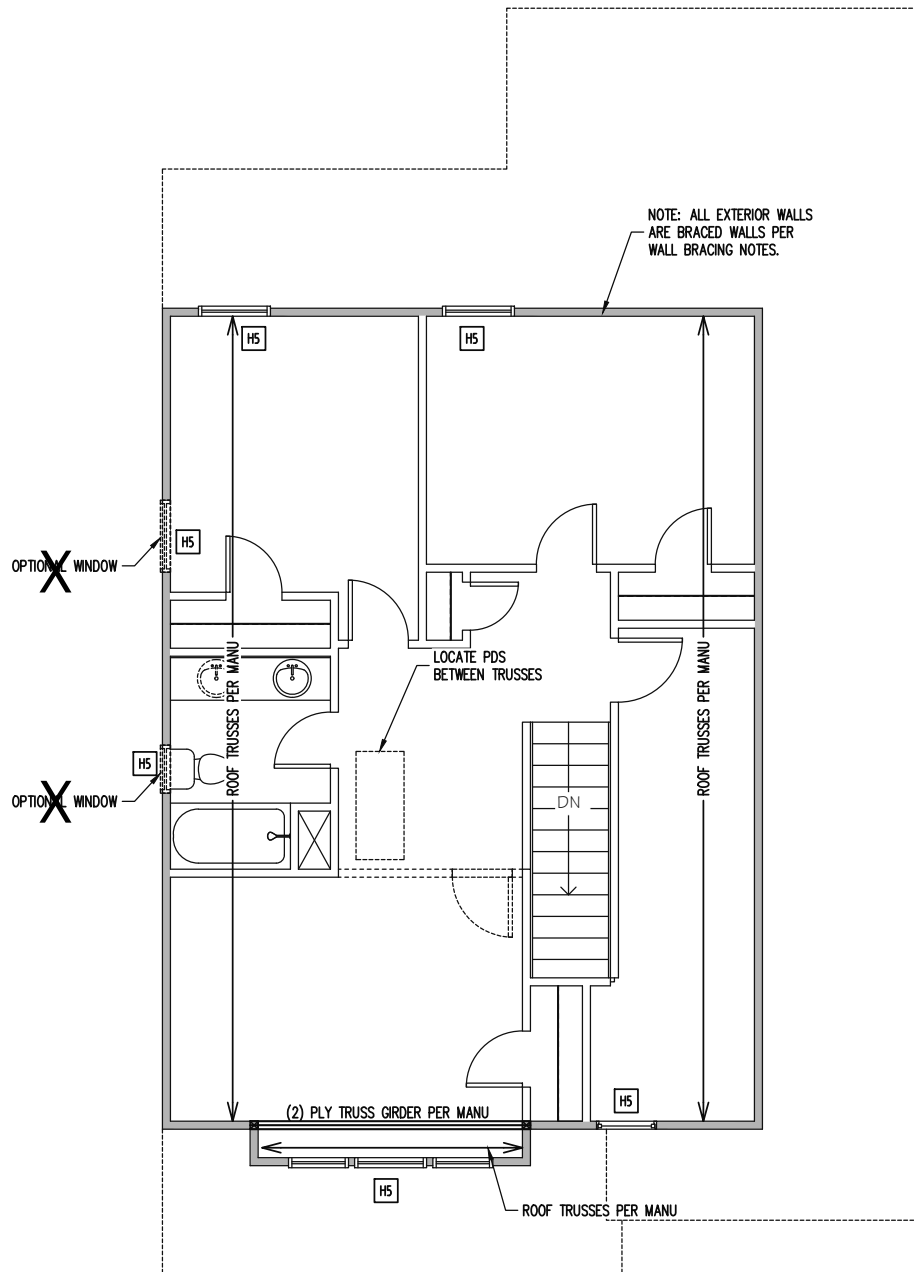 NOTE: ALL EXTERIOR WALLS
ARE BRACED WALLS PER
WALL BRACING NOTES.
H5
H5
H5
OPTIONAL WINDOW
X
ROOF TRUSSES PER MANU
LOCATE PDS
BETWEEN TRUSSES
ROOF TRUSSES PER MANU
H5
OPTIONAL WINDOW
X
DN
(2) PLY TRUSS GIRDER PER MANU
H5
H5
ROOF TRUSSES PER MANU